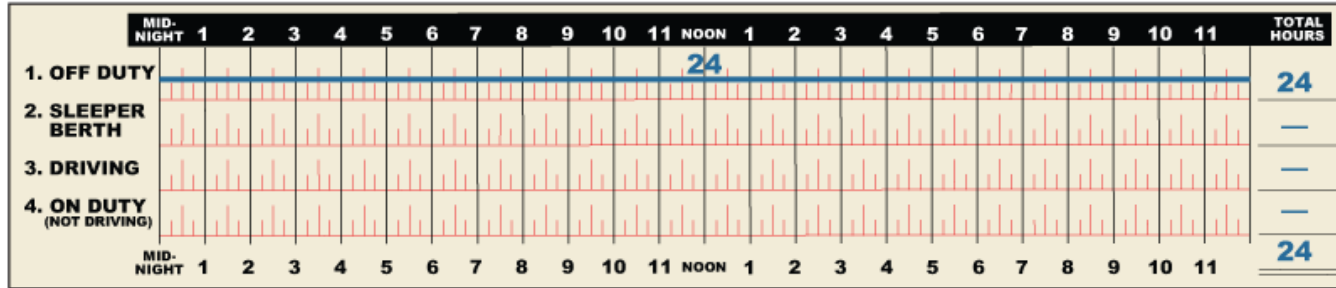 MID-NIGHT 1 2 3 4 5 6 7 8 9 10 11 NOON 1 2 3 4 5 6 7 8 9 10 11 TOTAL HOURS
24
1. OFF DUTY 24
2. SLEEPER BERTH —
3. DRIVING —
4. ON DUTY —
(NOT DRIVING)
24
MID-NIGHT 1 2 3 4 5 6 7 8 9 10 11 NOON 1 2 3 4 5 6 7 8 9 10 11